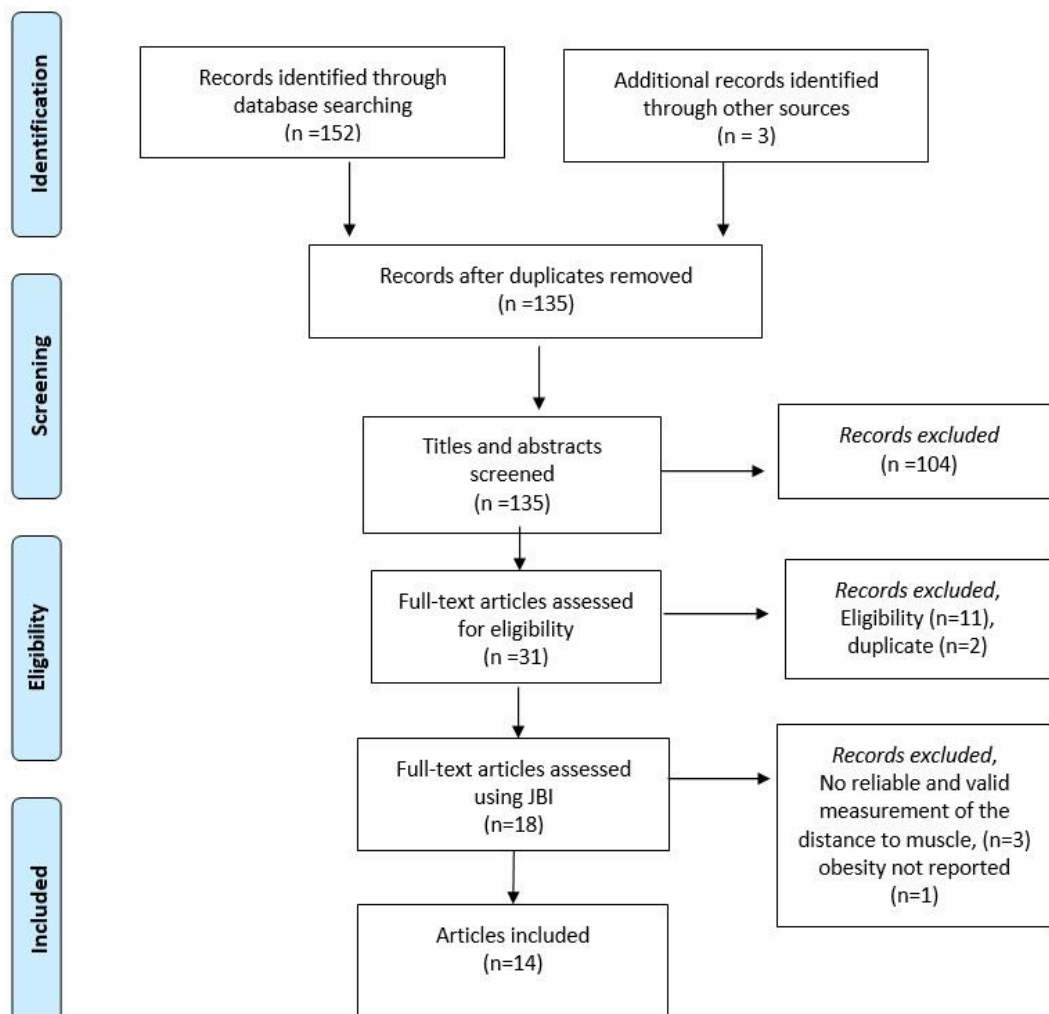 Identification
Records identified through
database searching
(n =152)
Additional records identified
through other sources
(n = 3)
Screening
Records after duplicates removed
(n =135)
Titles and abstracts
screened
(n =135)
Records excluded
(n =104)
Eligibility
Full-text articles assessed
for eligibility
(n =31)
Records excluded,
Eligibility (n=11),
duplicate (n=2)
Full-text articles assessed
using JBI
(n=18)
Records excluded,
No reliable and valid
measurement of the
distance to muscle, (n=3)
obesity not reported
(n=1)
Included
Articles included
(n=14)